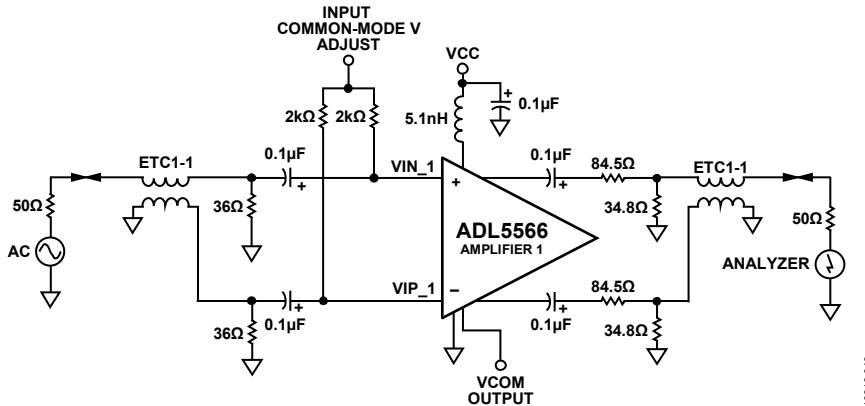 INPUT
COMMON-MODE V
ADJUST
VCC
0.1µF
+
2kΩ
2kΩ
5.1nH
ETC1-1
0.1µF
+
VIN_1
+
0.1µF
84.5Ω
ETC1-1
50Ω
36Ω
34.8Ω
50Ω
AC
ADL5566
AMPLIFIER 1
ANALYZER
VIP_1
–
84.5Ω
+
36Ω
0.1µF
0.1µF
34.8Ω
VCOM
OUTPUT